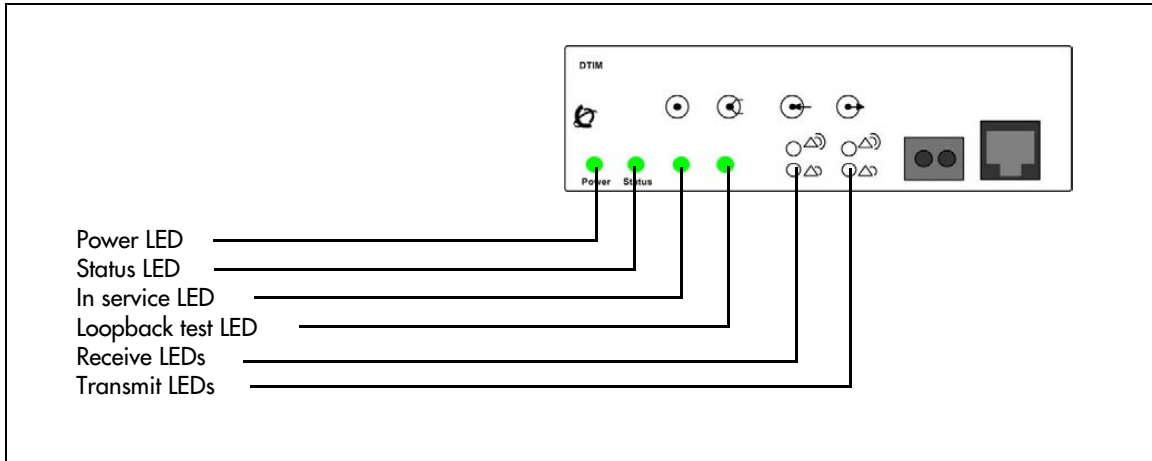 DTIM
Power Status
Power LED
Status LED
In service LED
Loopback test LED
Receive LEDs
Transmit LEDs